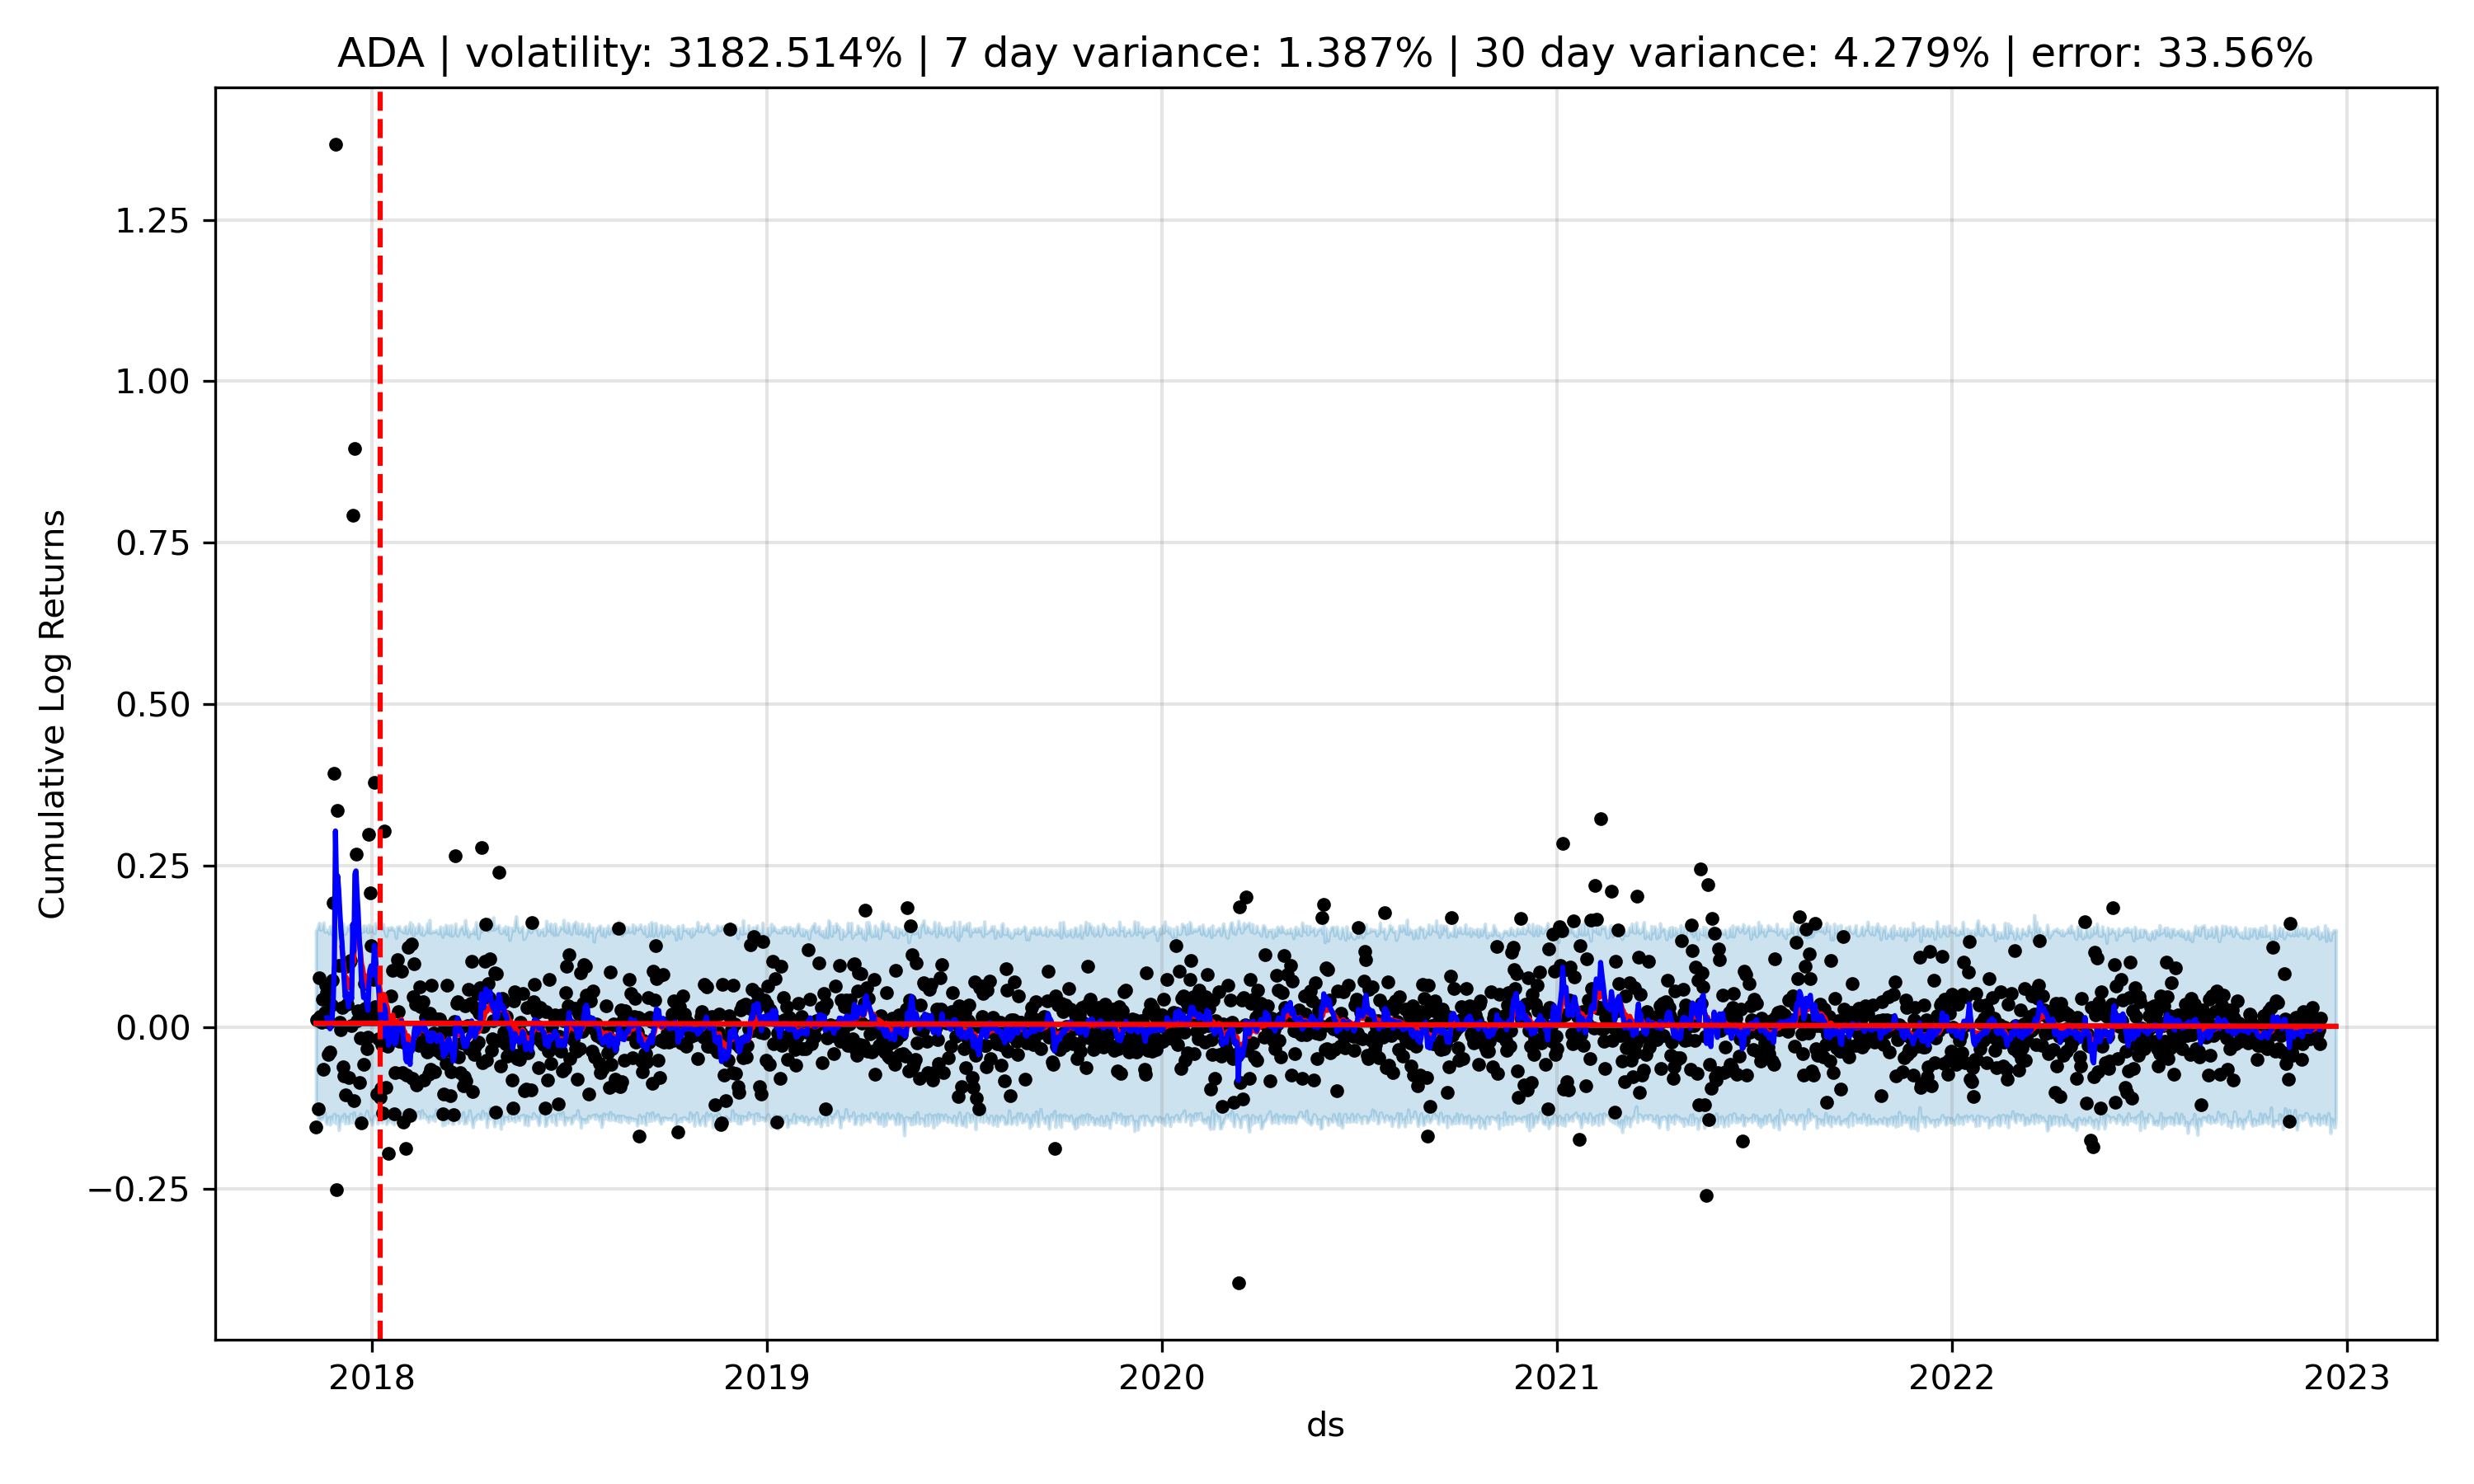 ADA | volatility: 3182.514% | 7 day variance: 1.387% | 30 day variance: 4.279% | error: 33.56%
Cumulative Log Returns
1.25
1.00
0.75
0.50
0.25
0.00
−0.25
2018 2019 2020 2021 2022 2023
ds